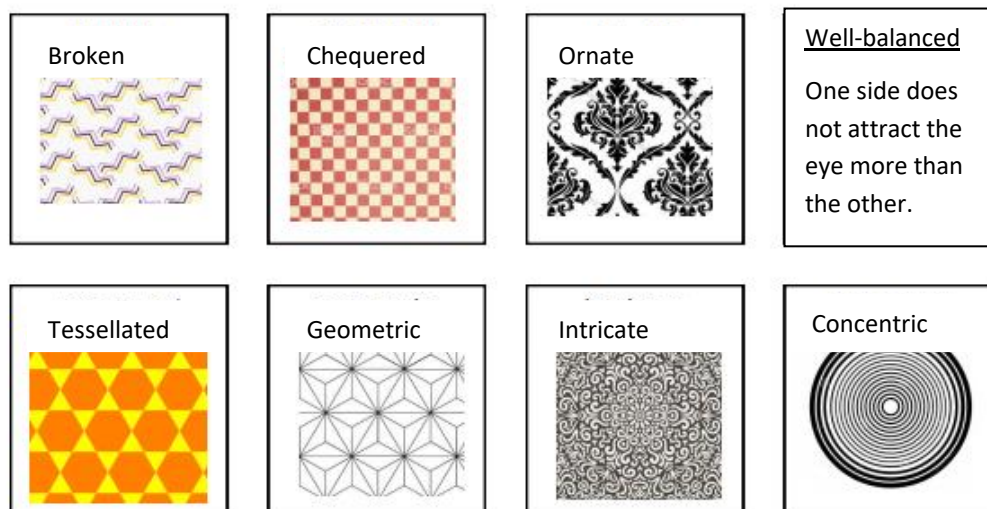 Broken
Chequered
Ornate
Well-balanced
One side does
not attract the
eye more than
the other.
Tessellated
Geometric
Intricate
Concentric